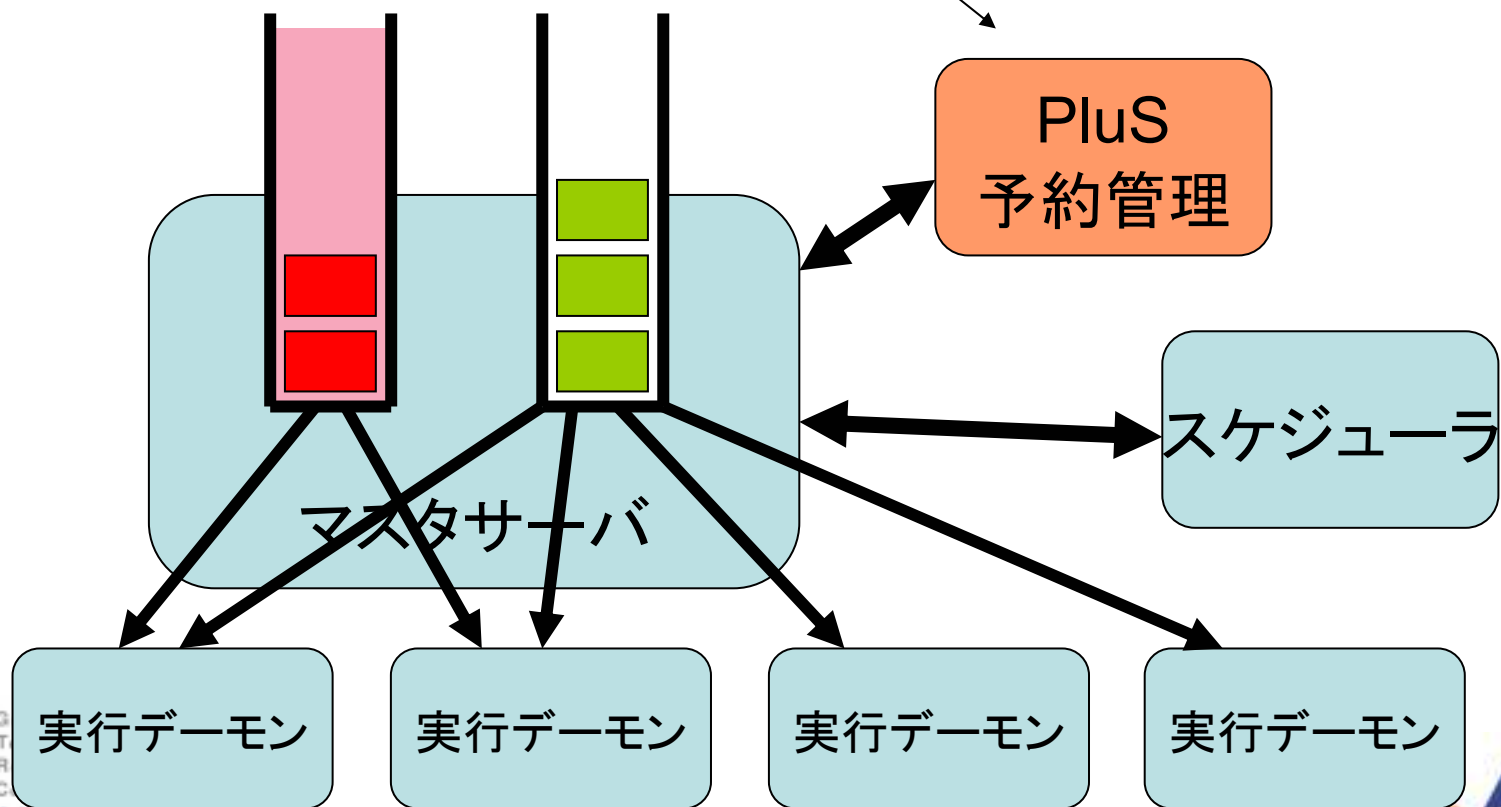 PluS
予約管理
スケジューラ
マスタサーバ
実行デーモン
実行デーモン
実行デーモン
実行デーモン